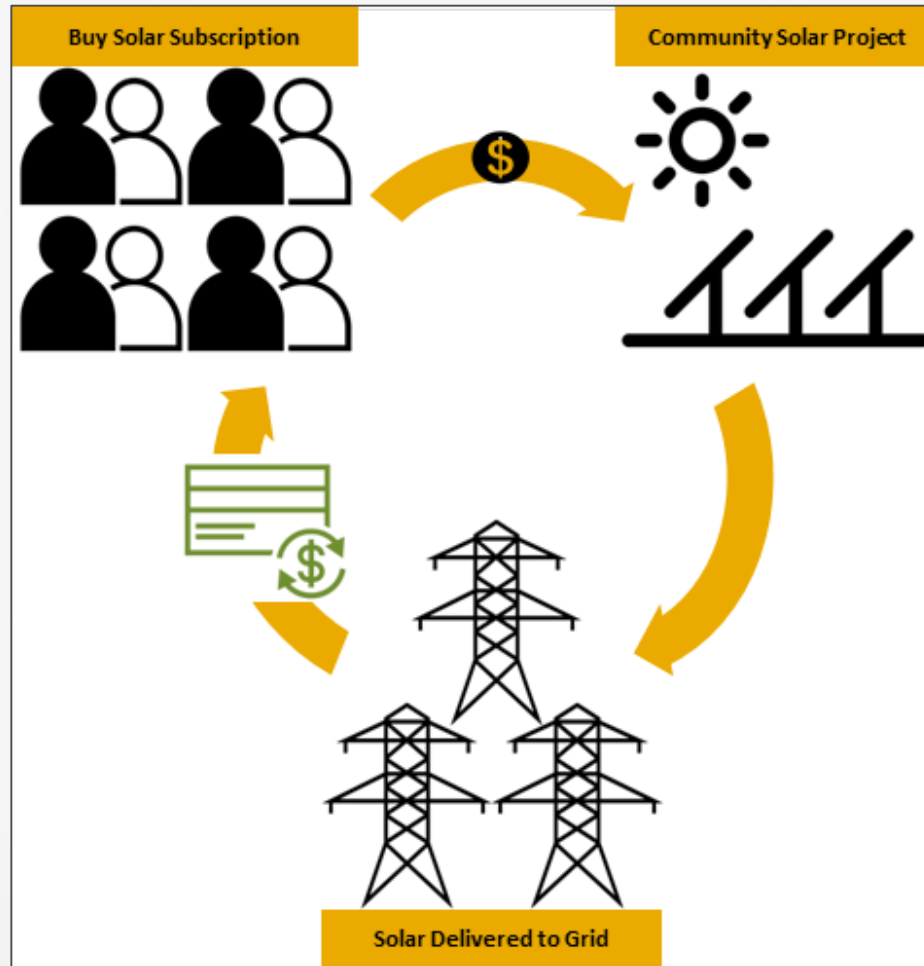 Buy Solar Subscription
Community Solar Project
$
$
Solar Delivered to Grid